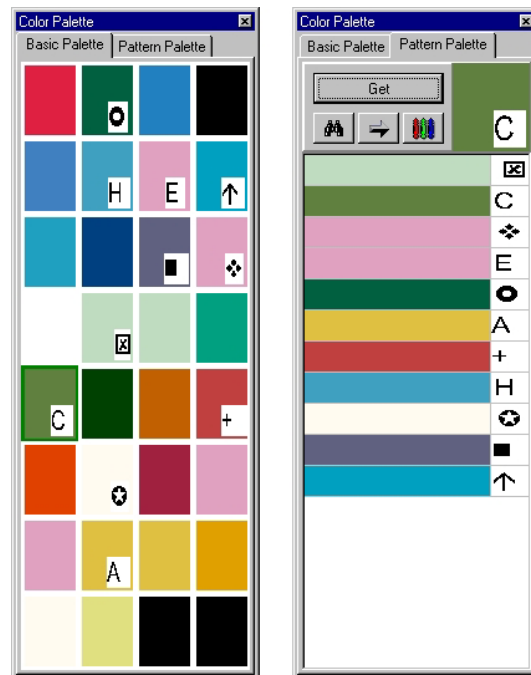 Color Palette
Basic Palette Pattern Palette
H E
C +
A
Color Palette
Basic Palette Pattern Palette
Get
C
C
E
A
+
H